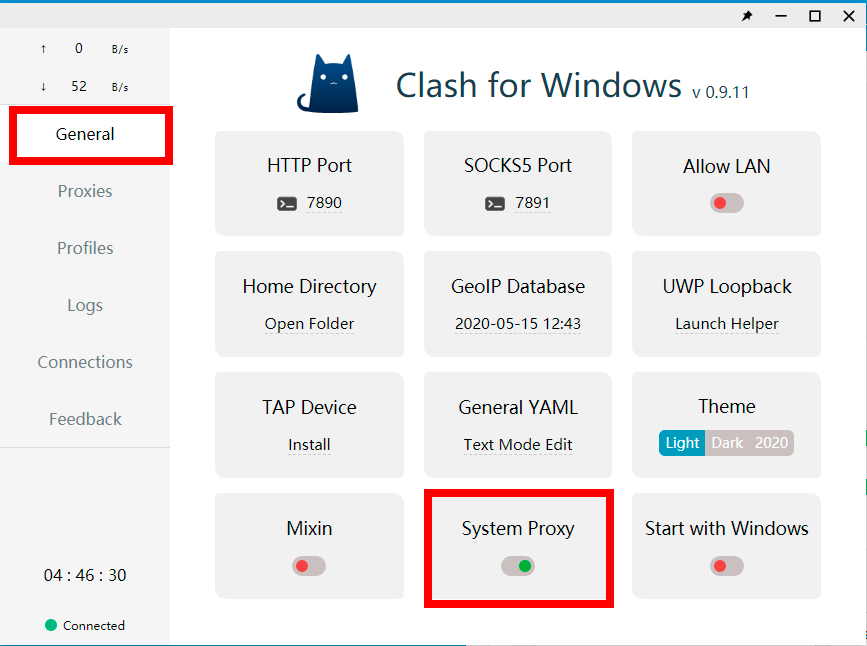 ↑ 0 B/s
↓ 52 B/s
General
Proxies
Profiles
Logs
Connections
Feedback
04 : 46 : 30
Connected
Clash for Windows v 0.9.11
HTTP Port
7890
SOCKS5 Port
7891
Allow LAN
Home Directory
Open Folder
GeoIP Database
2020-05-15 12:43
UWP Loopback
Launch Helper
TAP Device
Install
General YAML
Text Mode Edit
Theme
Light Dark 2020
Mixin
System Proxy
Start with Windows